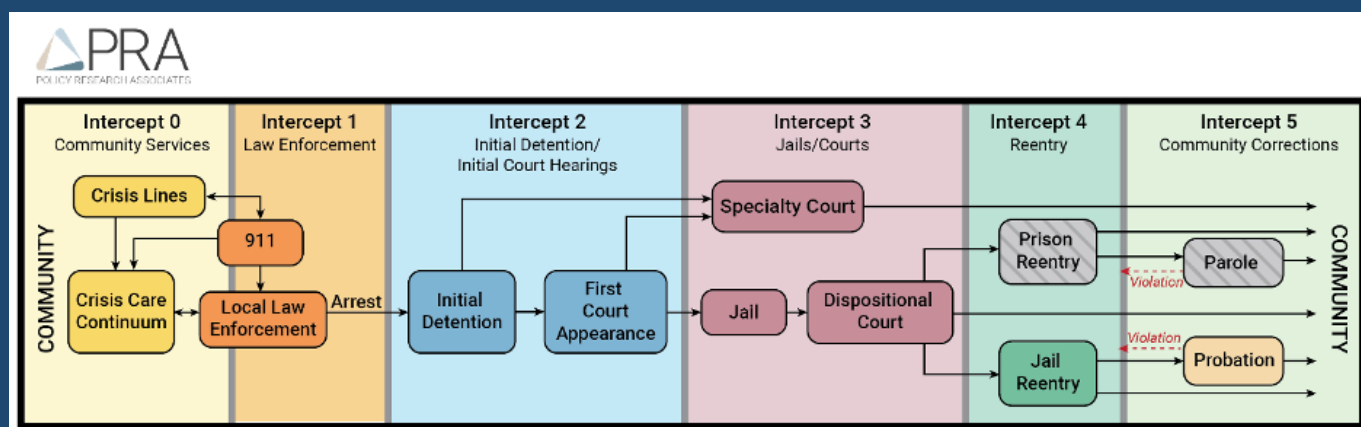 PRA
POLICY RESEARCH ASSOCIATES
Intercept 0
Community Services
Intercept 1
Law Enforcement
Intercept 2
Initial Detention/
Initial Court Hearings
Intercept 3
Jails/Courts
Intercept 4
Reentry
Intercept 5
Community Corrections
COMMUNITY
Crisis Lines
911
Crisis Care
Continuum
Local Law
Enforcement
Arrest
Initial
Detention
First
Court
Appearance
Specialty Court
Jail
Dispositional
Court
Prison
Reentry
Violation
Parole
Jail
Reentry
Violation
Probation
COMMUNITY